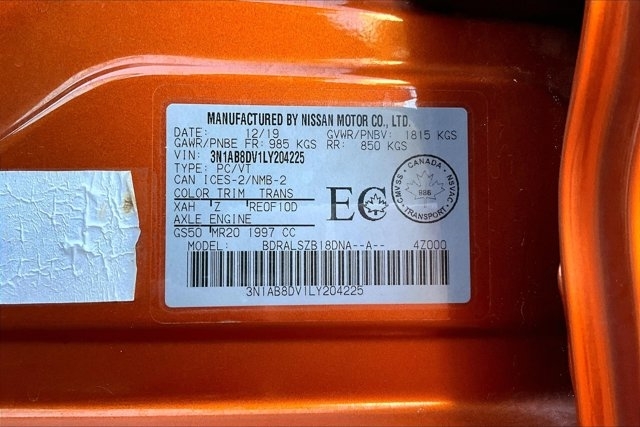 MANUFACTURED BY NISSAN MOTOR CO., LTD.
DATE: 12/19 GVWR/PNBV: 1815 KGS
GAWR/PNBE FR: 985 KGS RR: 850 KGS
VIN: 3N1AB8DV1LY204225
TYPE: PC/VT
CAN ICES-2/NMB-2
COLOR TRIM TRANS
XAH Z RE0F10D
AXLE ENGINE
GS50 MR20 1997 CC
EC
CANADA
CMVSS NSVAC
986
TRANSPORT
MODEL: BDRALSZB18DNA--A-- 4Z000
3N1AB8DV1LY204225